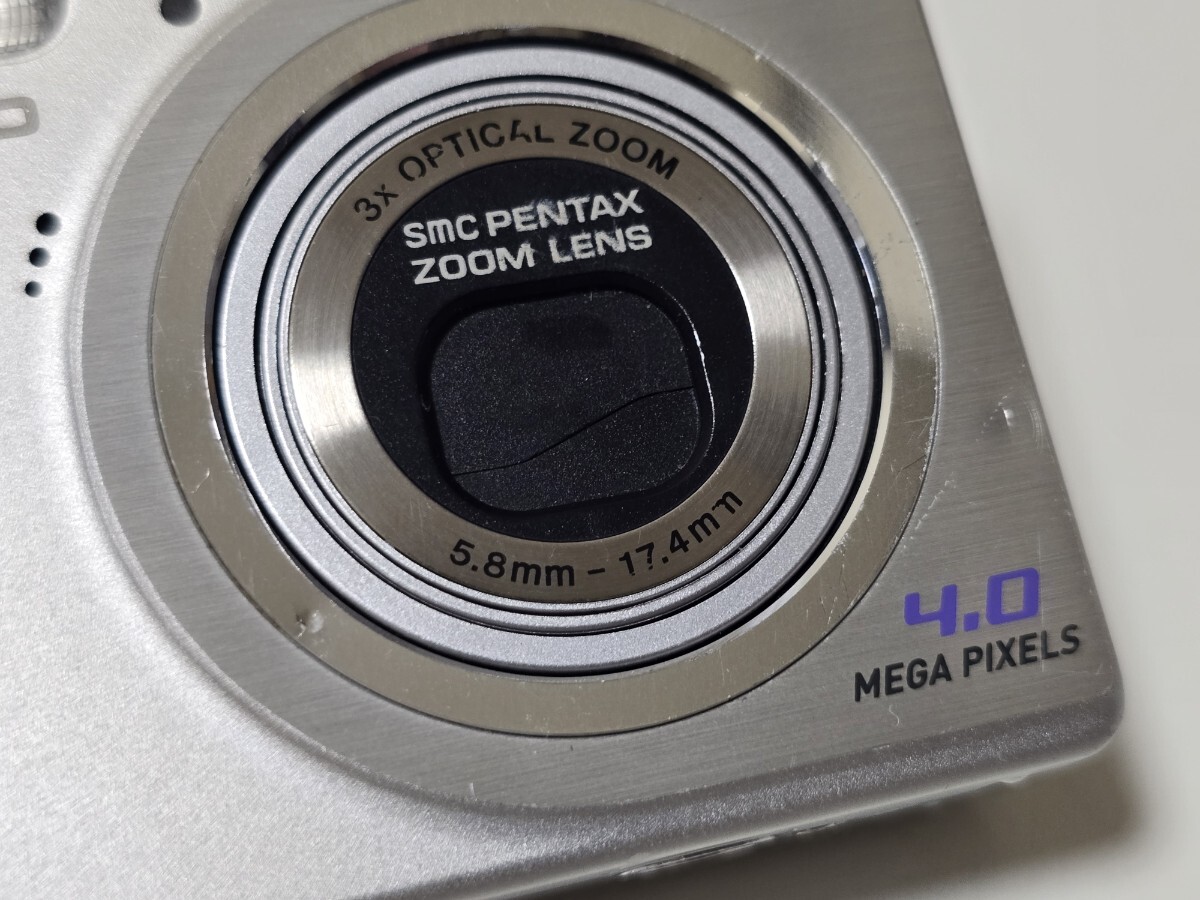 3x OPTICAL ZOOM
smc PENTAX
ZOOM LENS
5.8mm - 17.4mm
4.0
MEGA PIXELS